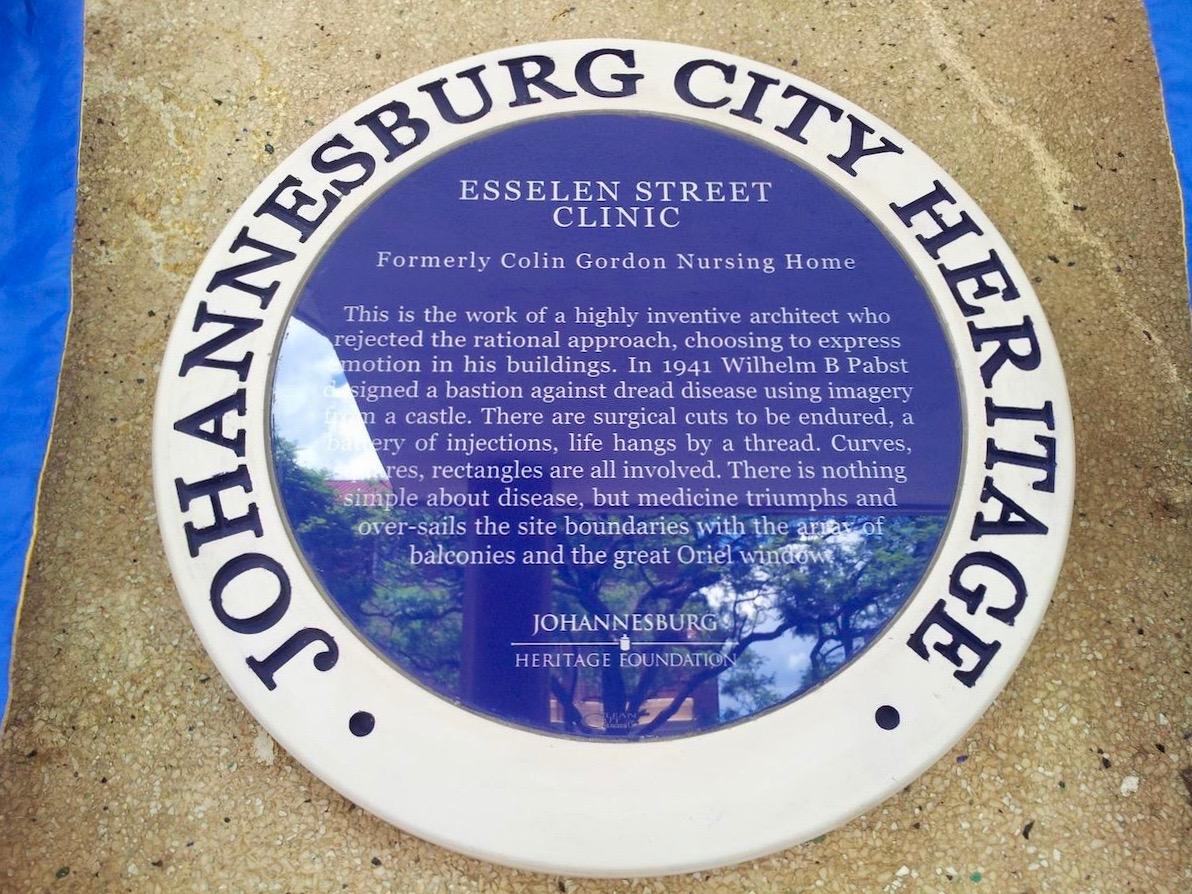 JOHANNESBURG CITY HERITAGE
ESSELEN STREET
CLINIC
Formerly Colin Gordon Nursing Home
This is the work of a highly inventive architect who
rejected the rational approach, choosing to express
emotion in his buildings. In 1941 Wilhelm B Pabst
designed a bastion against dread disease using imagery
from a castle. There are surgical cuts to be endured, a
battery of injections, life hangs by a thread. Curves,
squares, rectangles are all involved. There is nothing
simple about disease, but medicine triumphs and
over-sails the site boundaries with the array of
balconies and the great Oriel window.
JOHANNESBURG
HERITAGE FOUNDATION